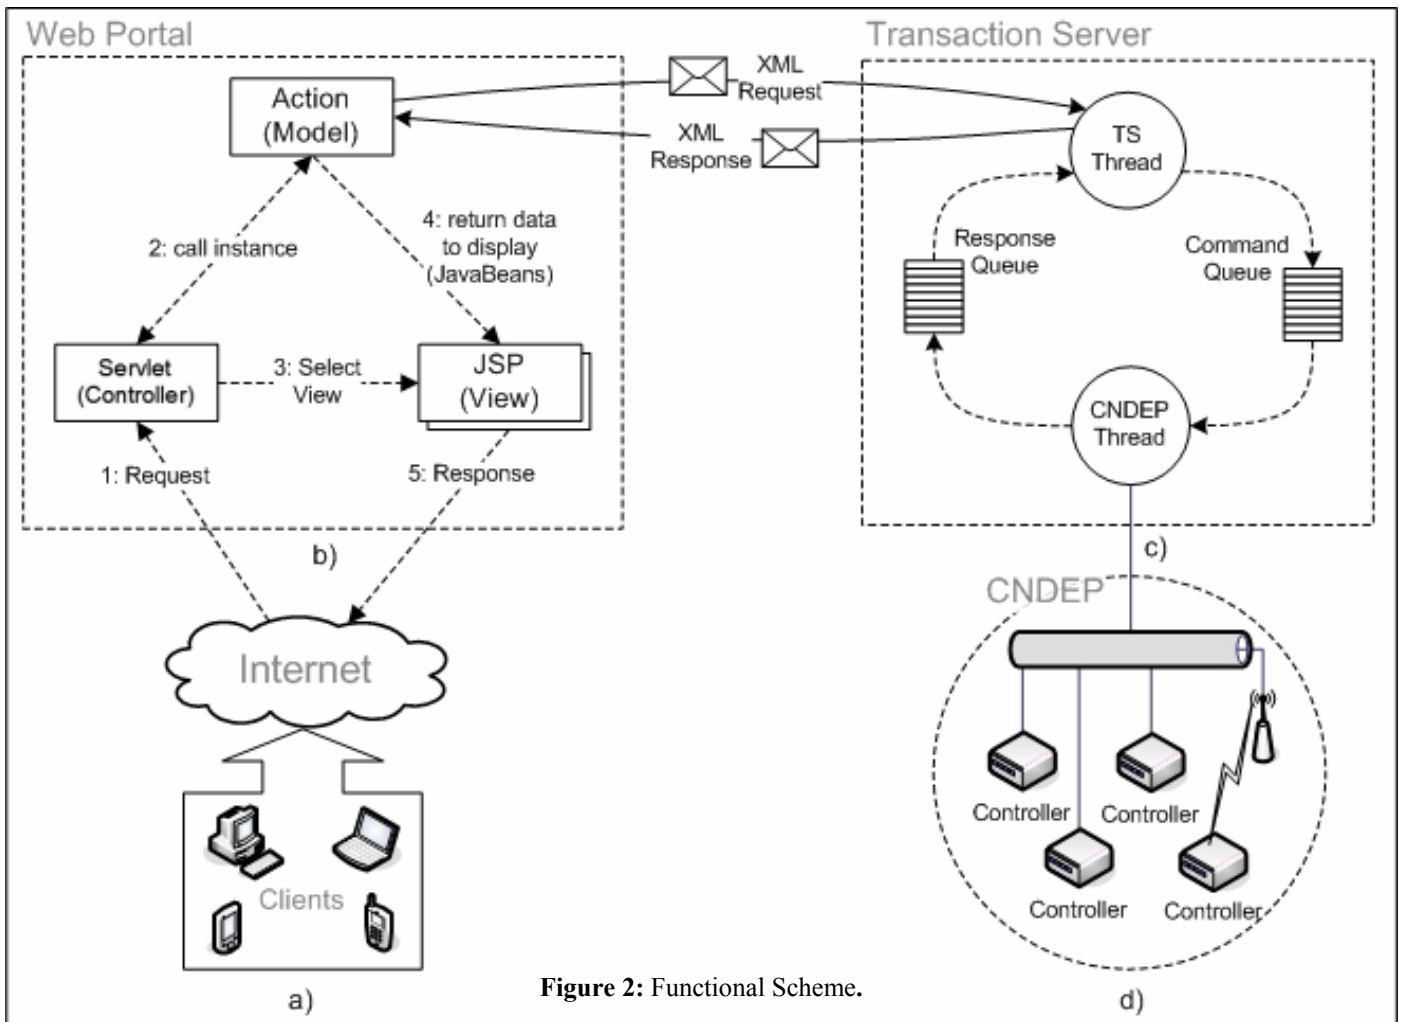 Web Portal
Transaction Server
Action
(Model)
XML
Request
XML
Response
TS
Thread
2: call instance
4: return data
to display
(JavaBeans)
Response
Queue
Command
Queue
Servlet
(Controller)
3: Select
View
JSP
(View)
CNDEP
Thread
1: Request
5: Response
b)
c)
CNDEP
Internet
Controller
Controller
Clients
Controller
Controller
Figure 2: Functional Scheme.
a)
d)